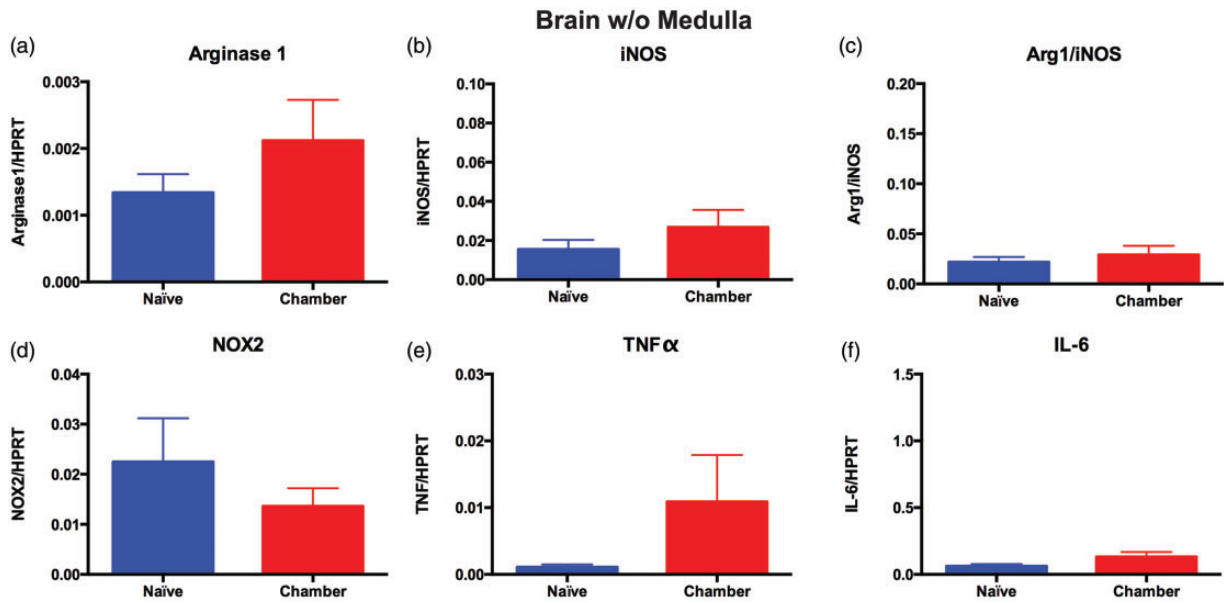 Brain w/o Medulla
(a)
Arginase 1
Arginase1/HPRT
0.003
0.002
0.001
0.000
Naïve
Chamber
(b)
iNOS
iNOS/HPRT
0.10
0.08
0.06
0.04
0.02
0.00
Naïve
Chamber
(c)
Arg1/iNOS
Arg1/iNOS
0.20
0.15
0.10
0.05
0.00
Naïve
Chamber
(d)
NOX2
NOX2/HPRT
0.04
0.03
0.02
0.01
0.00
Naïve
Chamber
(e)
TNFα
TNF/HPRT
0.03
0.02
0.01
0.00
Naïve
Chamber
(f)
IL-6
IL-6/HPRT
1.5
1.0
0.5
0.0
Naïve
Chamber